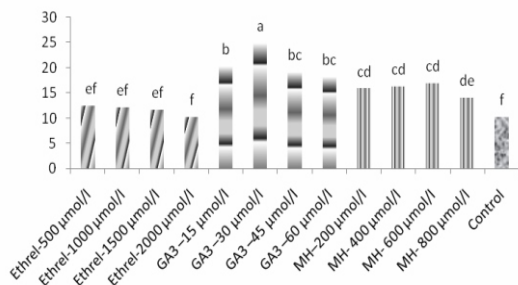 30
25
20
15
10
5
0
ef
ef
ef
f
b
a
bc
bc
cd
cd
cd
de
f
Ethrel-500 µmol/l
Ethrel-1000 µmol/l
Ethrel-1500 µmol/l
Ethrel-2000 µmol/l
GA3 –15 µmol/l
GA3 –30 µmol/l
GA3 –45 µmol/l
GA3 –60 µmol/l
MH–200 µmol/l
MH- 400 µmol/l
MH- 600 µmol/l
MH- 800 µmol/l
Control